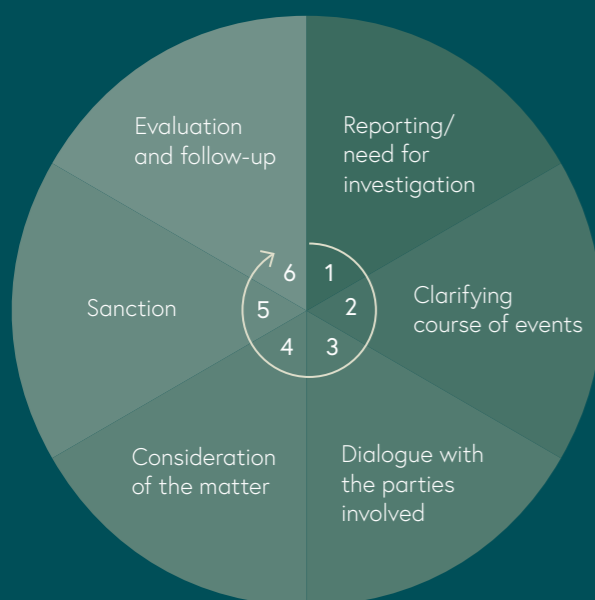 Reporting/
need for
investigation
Clarifying
course of events
Dialogue with
the parties
involved
Consideration
of the matter
Sanction
Evaluation
and follow-up
1
2
3
4
5
6